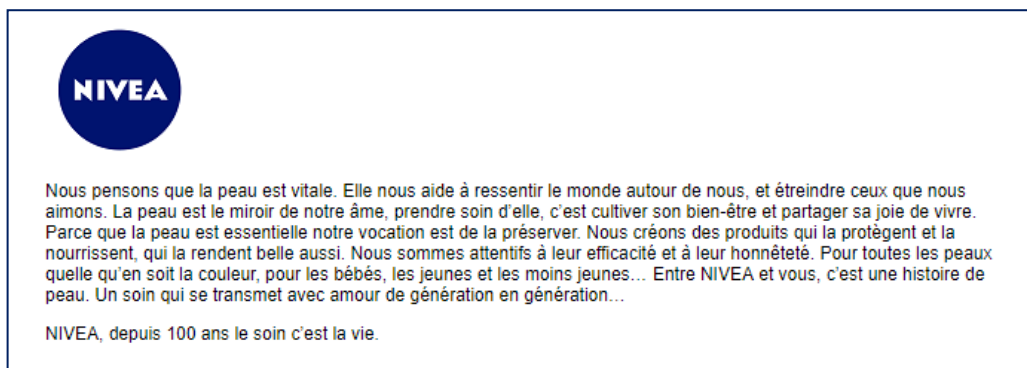 NIVEA
Nous pensons que la peau est vitale. Elle nous aide à ressentir le monde autour de nous, et étreindre ceux que nous
aimons. La peau est le miroir de notre âme, prendre soin d'elle, c'est cultiver son bien-être et partager sa joie de vivre.
Parce que la peau est essentielle notre vocation est de la préserver. Nous créons des produits qui la protègent et la
nourrissent, qui la rendent belle aussi. Nous sommes attentifs à leur efficacité et à leur honnêteté. Pour toutes les peaux
quelle qu'en soit la couleur, pour les bébés, les jeunes et les moins jeunes… Entre NIVEA et vous, c'est une histoire de
peau. Un soin qui se transmet avec amour de génération en génération…
NIVEA, depuis 100 ans le soin c'est la vie.